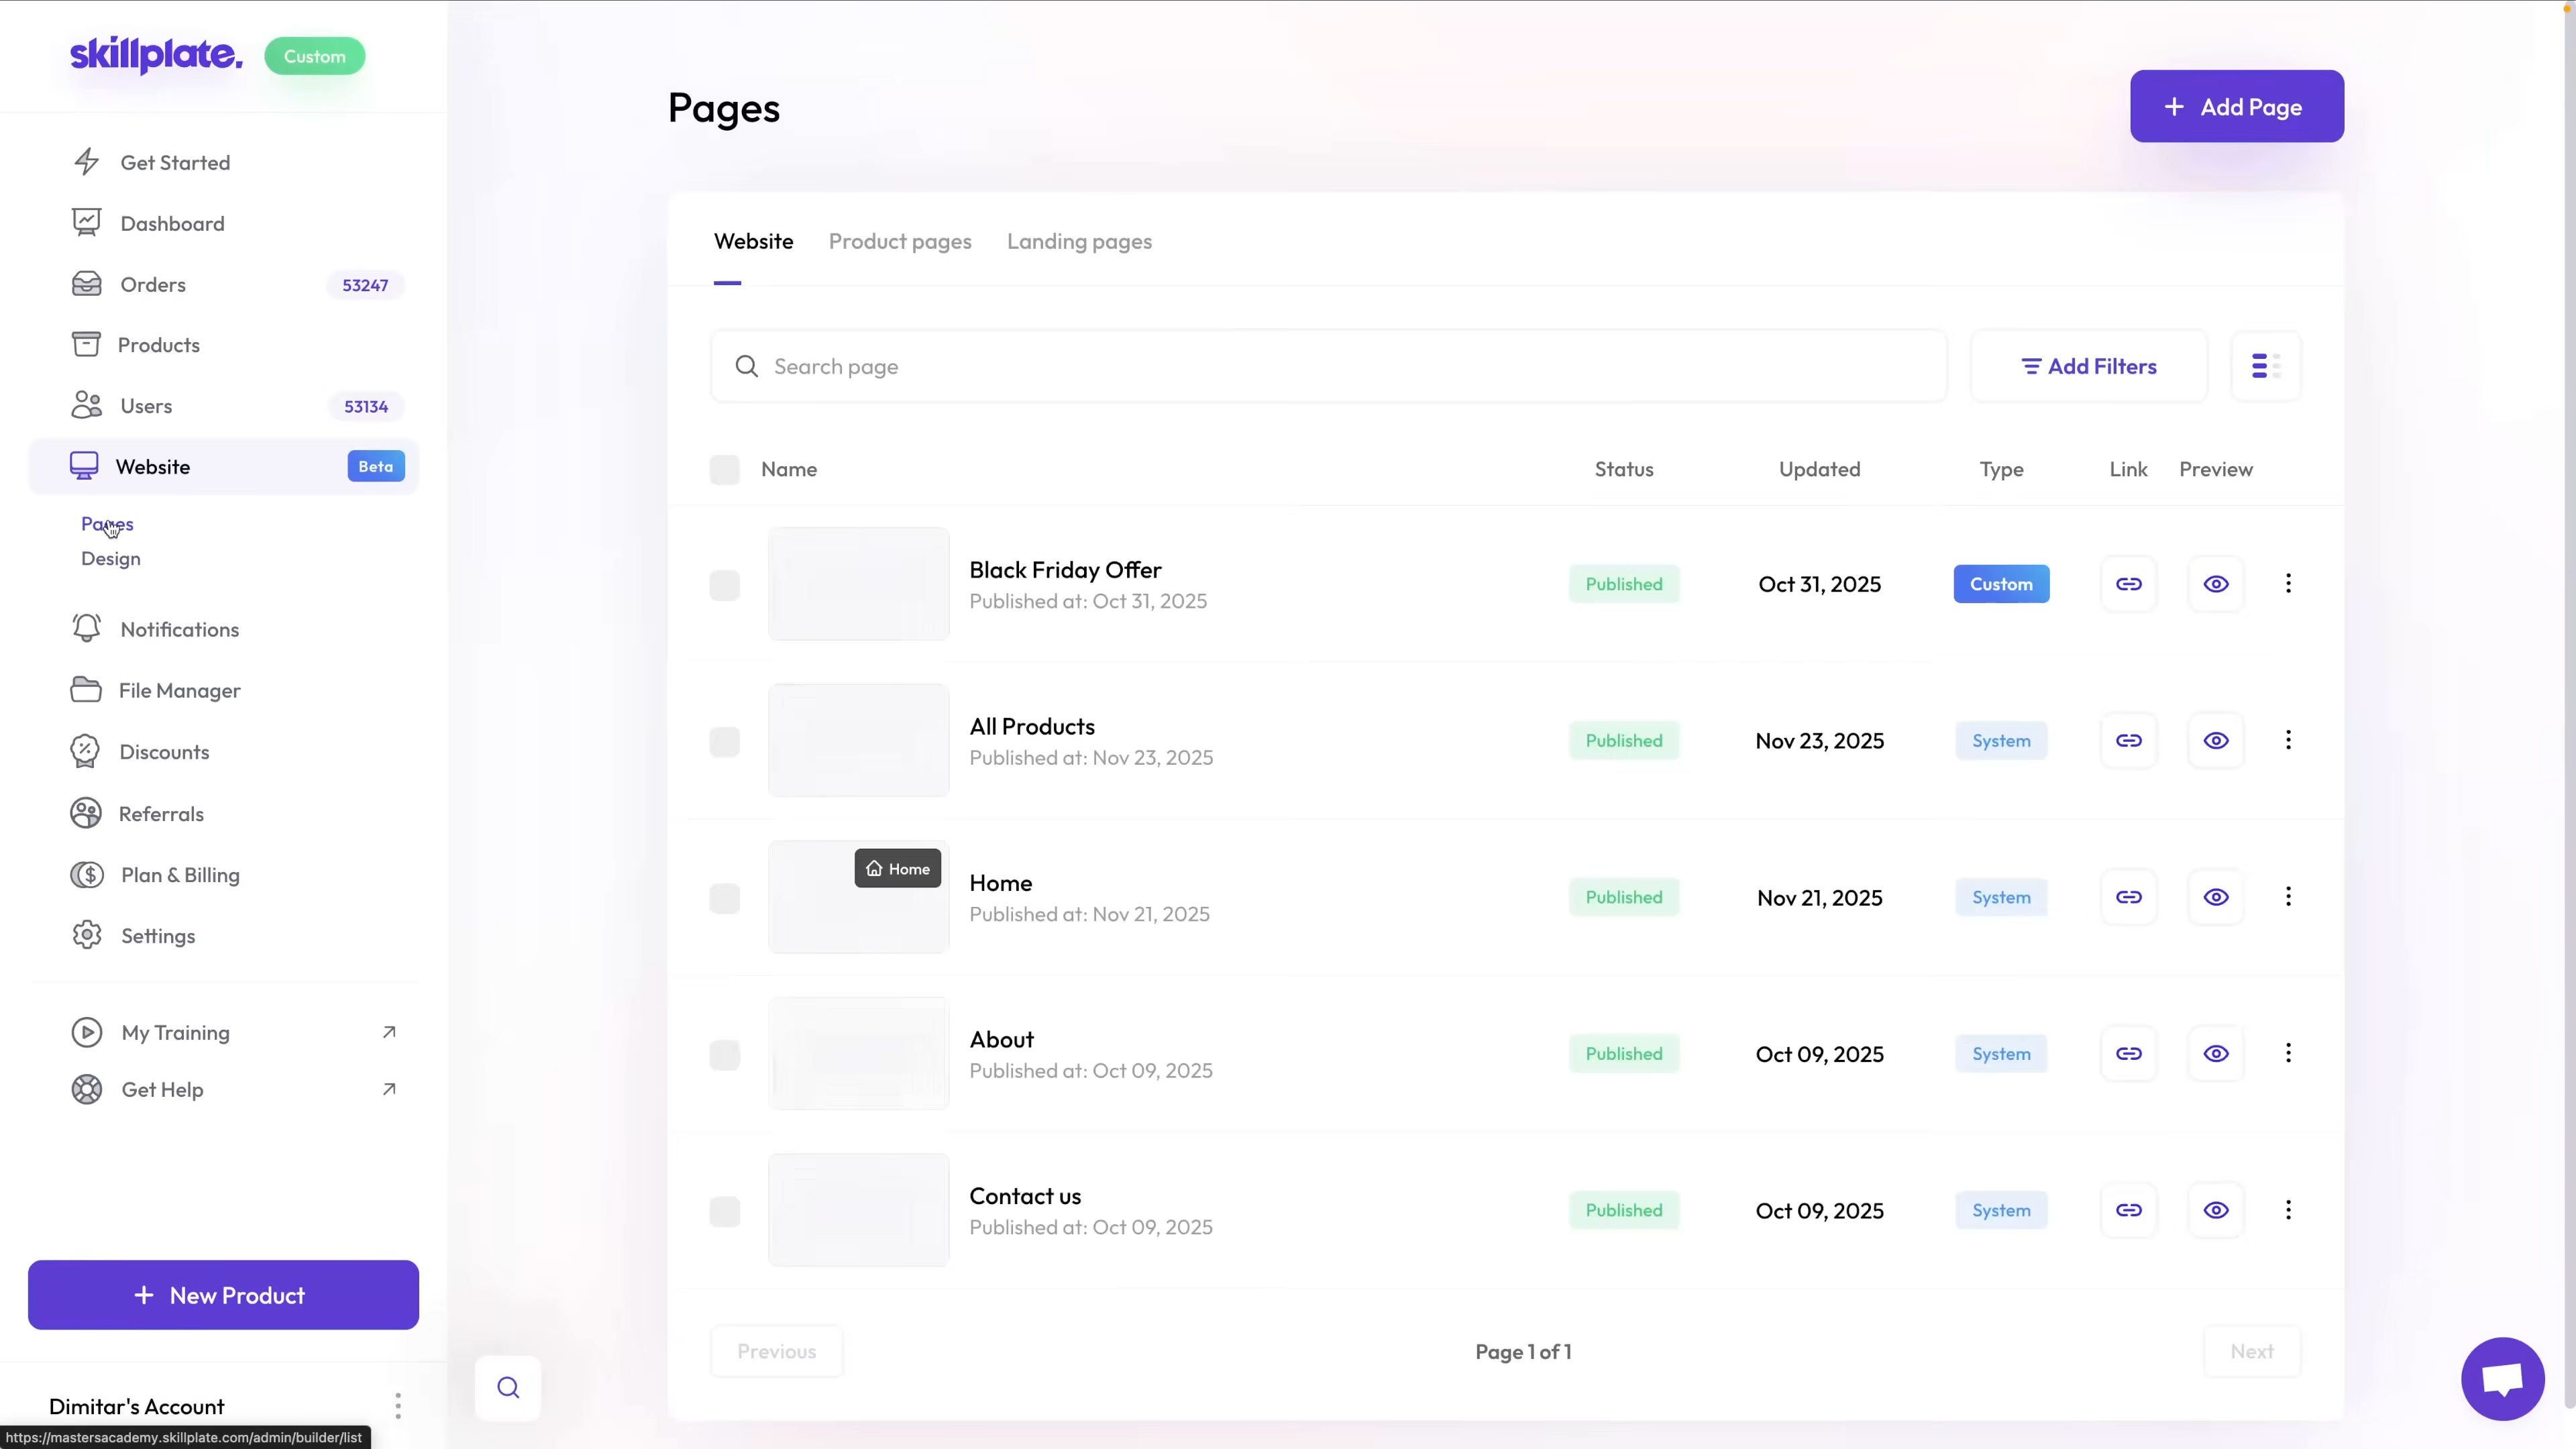 skillplate.
Custom
Get Started
Dashboard
Orders
53247
Products
Users
53134
Website
Beta
Pages
Design
Notifications
File Manager
Discounts
Referrals
Plan & Billing
Settings
My Training
Get Help
+ New Product
Dimitar's Account
https://mastersacademy.skillplate.com/admin/builder/list
Pages
+ Add Page
Website Product pages Landing pages
Search page
Add Filters
Name Status Updated Type Link Preview
Black Friday Offer
Published at: Oct 31, 2025
Published
Oct 31, 2025
Custom
All Products
Published at: Nov 23, 2025
Published
Nov 23, 2025
System
Home
Home
Published at: Nov 21, 2025
Published
Nov 21, 2025
System
About
Published at: Oct 09, 2025
Published
Oct 09, 2025
System
Contact us
Published at: Oct 09, 2025
Published
Oct 09, 2025
System
Previous
Page 1 of 1
Next